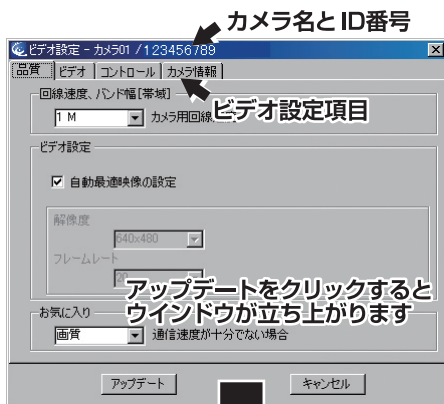 カメラ名とID番号
ビデオ設定 - カメラ01 /123456789
品質 ビデオ コントロール カメラ情報
ビデオ設定項目
回線速度、バンド幅[帯域]
1 M カメラ用回線
ビデオ設定
自動最適映像の設定
解像度
640×480
フレームレート
20
アップデートをクリックすると
ウインドウが立ち上がります
お気に入り
画質 通信速度が十分でない場合
アップデート キャンセル